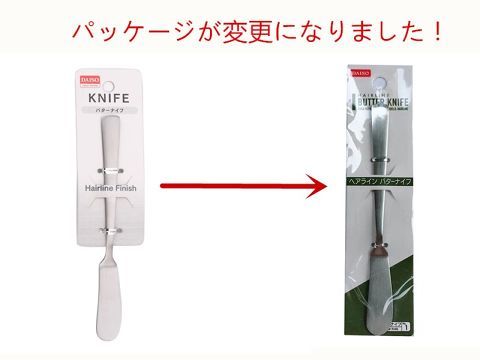 パッケージが変更になりました！
DAISO
KNIFE
バターナイフ
Hairline Finish
DAISO
HAIRLINE
BUTTER KNIFE
ヘアライン バターナイフ